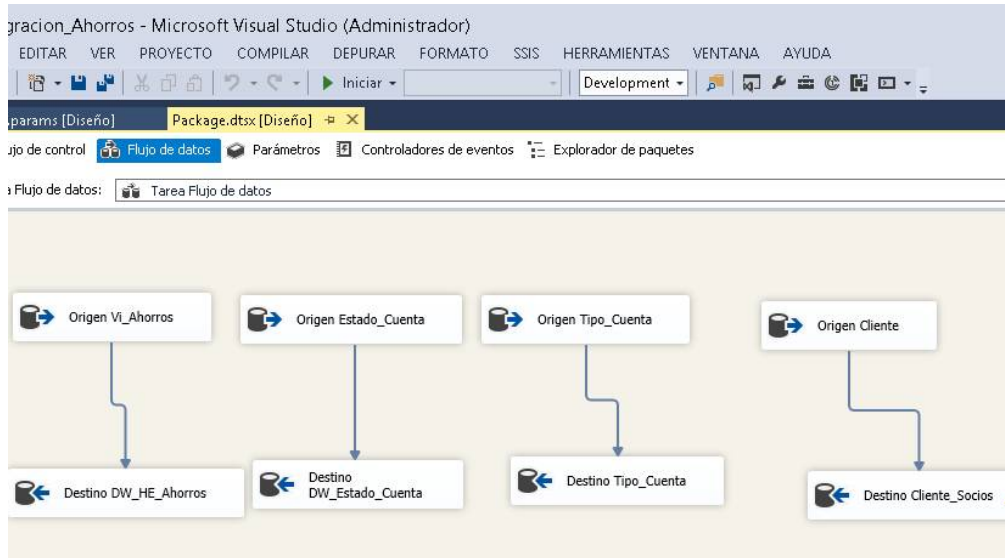 gracion_Ahorros - Microsoft Visual Studio (Administrador)
EDITAR VER PROYECTO COMPILAR DEPURAR FORMATO SSIS HERRAMIENTAS VENTANA AYUDA
Iniciar Development
.params [Diseño] Package.dtsx [Diseño]
ujo de control Flujo de datos Parámetros Controladores de eventos Explorador de paquetes
a Flujo de datos: Tarea Flujo de datos
Origen Vi_Ahorros Origen Estado_Cuenta Origen Tipo_Cuenta Origen Cliente
Destino DW_HE_Ahorros
Destino
DW_Estado_Cuenta
Destino Tipo_Cuenta
Destino Cliente_Socios